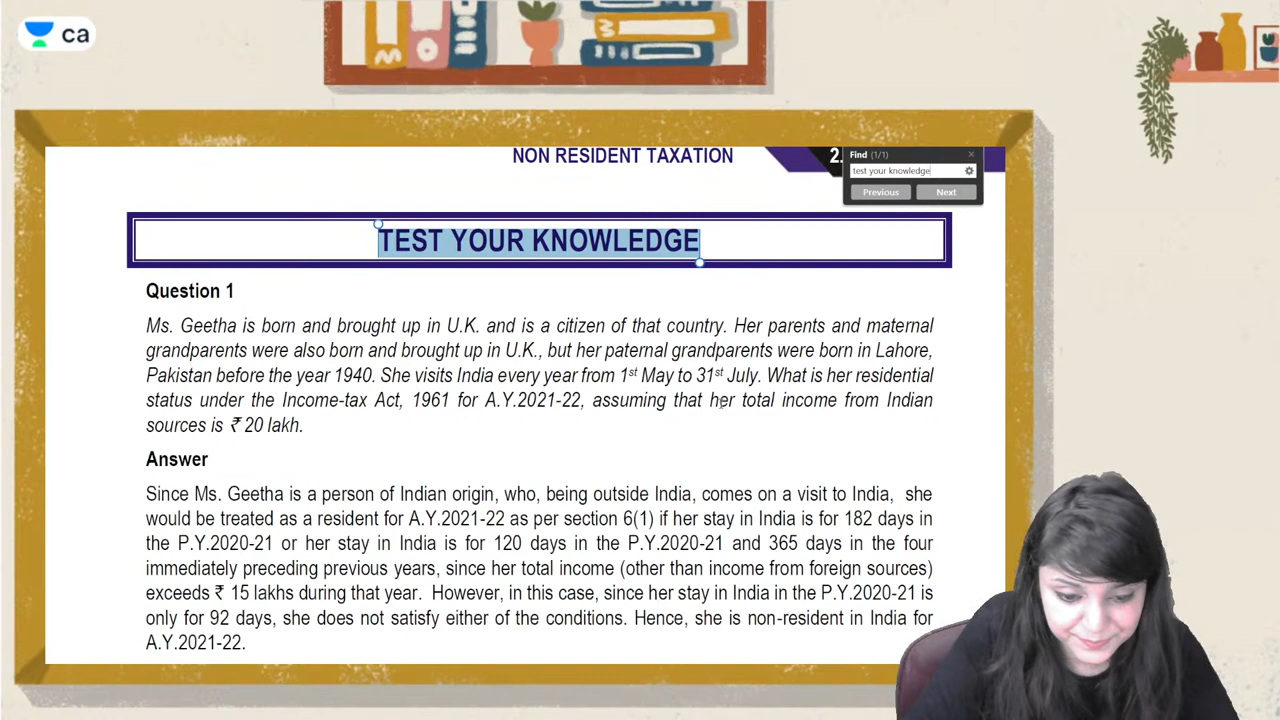 ca
NON RESIDENT TAXATION
2.
Find (1/1)
test your knowledge
Previous Next
TEST YOUR KNOWLEDGE
Question 1
Ms. Geetha is born and brought up in U.K. and is a citizen of that country. Her parents and maternal
grandparents were also born and brought up in U.K., but her paternal grandparents were born in Lahore,
Pakistan before the year 1940. She visits India every year from 1st May to 31st July. What is her residential
status under the Income-tax Act, 1961 for A.Y.2021-22, assuming that her total income from Indian
sources is ₹ 20 lakh.
Answer
Since Ms. Geetha is a person of Indian origin, who, being outside India, comes on a visit to India, she
would be treated as a resident for A.Y.2021-22 as per section 6(1) if her stay in India is for 182 days in
the P.Y.2020-21 or her stay in India is for 120 days in the P.Y.2020-21 and 365 days in the four
immediately preceding previous years, since her total income (other than income from foreign sources)
exceeds ₹ 15 lakhs during that year. However, in this case, since her stay in India in the P.Y.2020-21 is
only for 92 days, she does not satisfy either of the conditions. Hence, she is non-resident in India for
A.Y.2021-22.